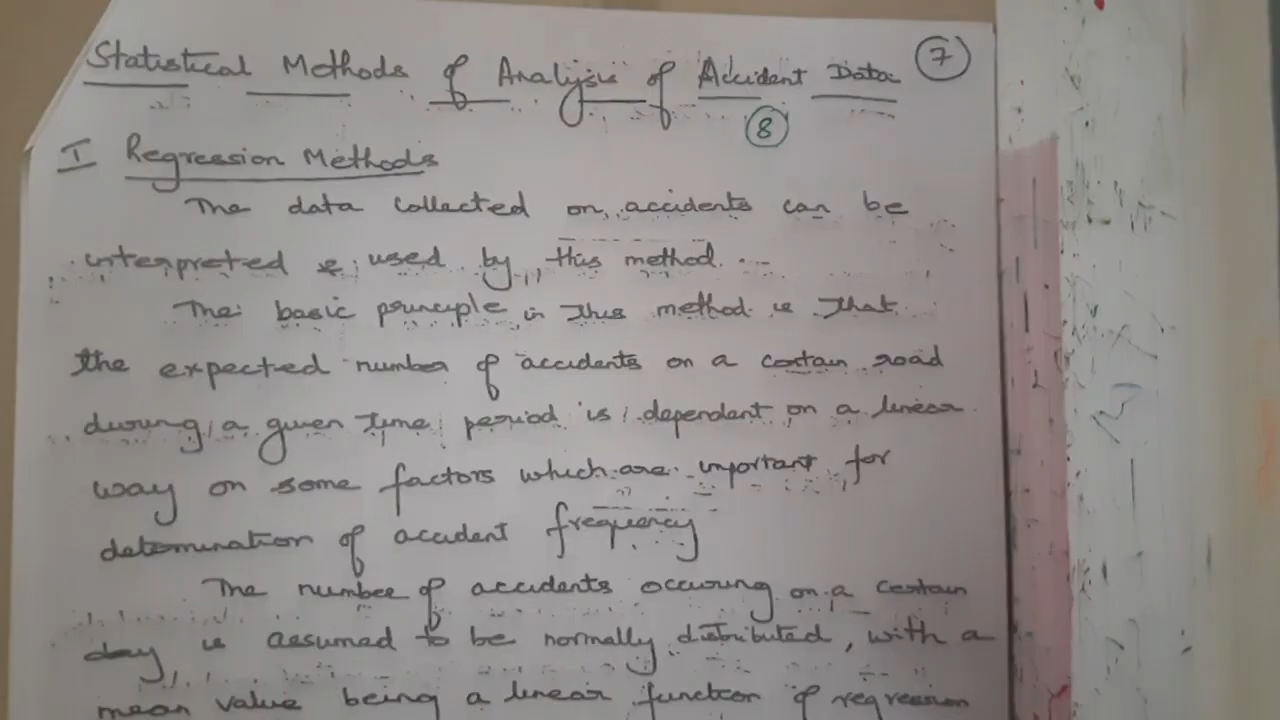 Statistical Methods of Analysis of Accident Data 7
8
I Regression Methods
The data collected on accidents can be
interpreted & used by this method.
The basic principle in this method is that
the expected number of accidents on a certain road
during a given time period is dependent on a linear
way on some factors which are important for
determination of accident frequency
The number of accidents occuring on a certain
day is assumed to be normally distributed, with a
mean value being a linear function of regression